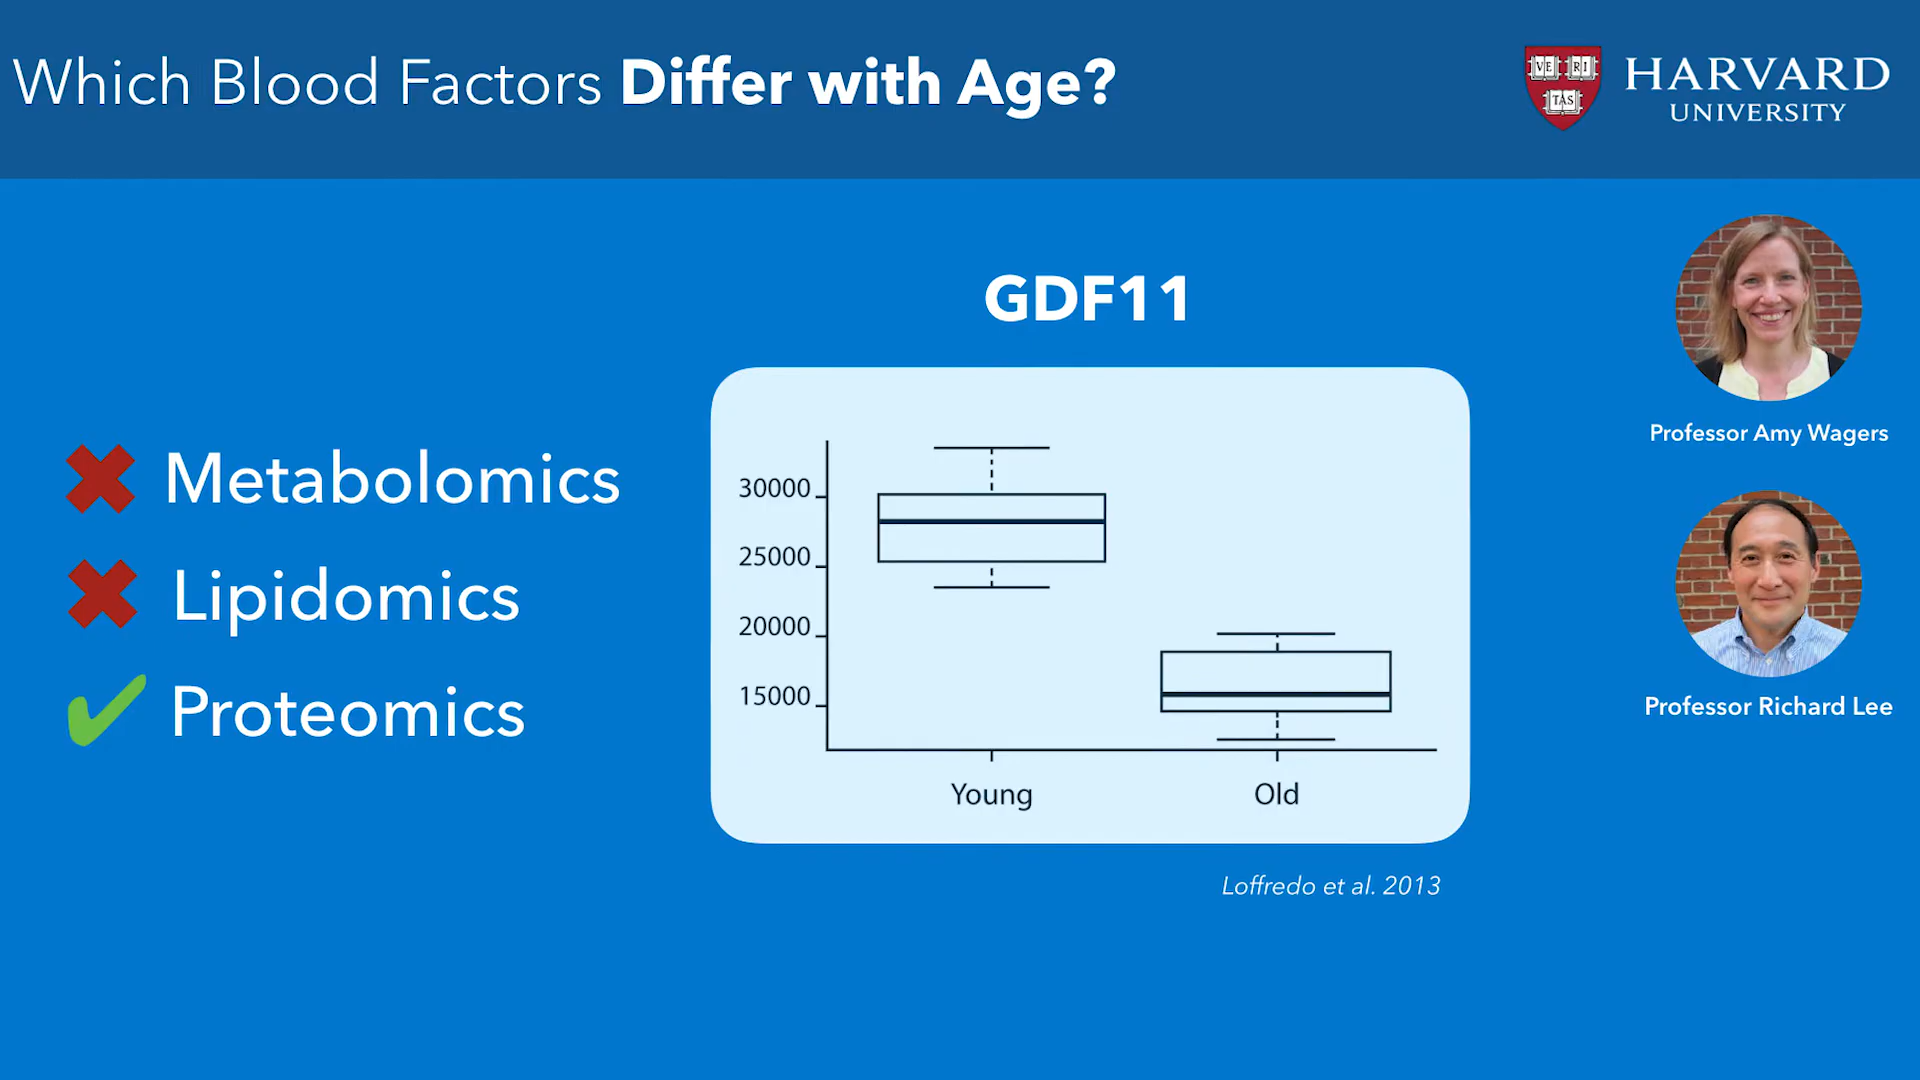 Which Blood Factors Differ with Age?
VE RI
TAS
HARVARD
UNIVERSITY
Metabolomics
Lipidomics
Proteomics
GDF11
30000
25000
20000
15000
Young
Old
Loffredo et al. 2013
Professor Amy Wagers
Professor Richard Lee